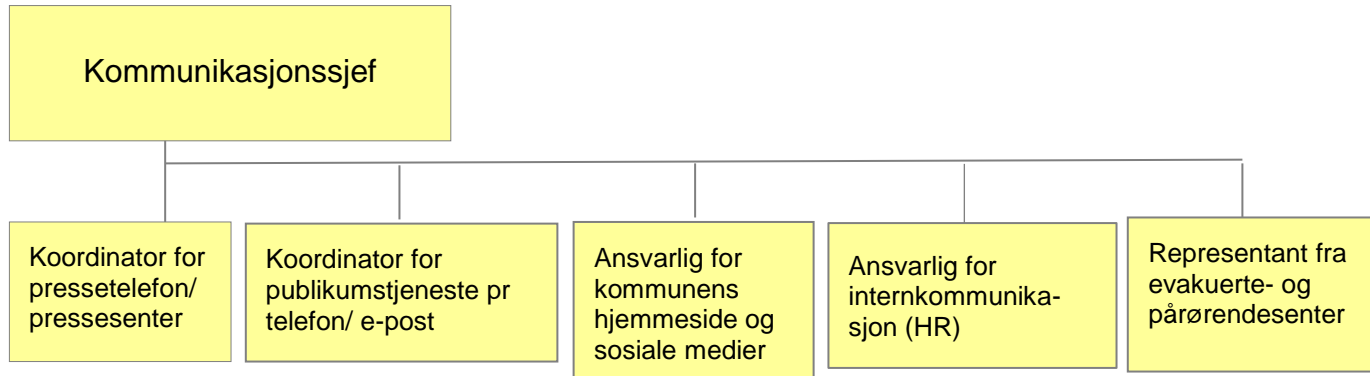 Kommunikasjonssjef
Koordinator for
pressetelefon/
pressesenter
Koordinator for
publikumstjeneste pr
telefon/ e-post
Ansvarlig for
kommunens
hjemmeside og
sosiale medier
Ansvarlig for
internkommunika-
sjon (HR)
Representant fra
evakuerte- og
pårørendesenter